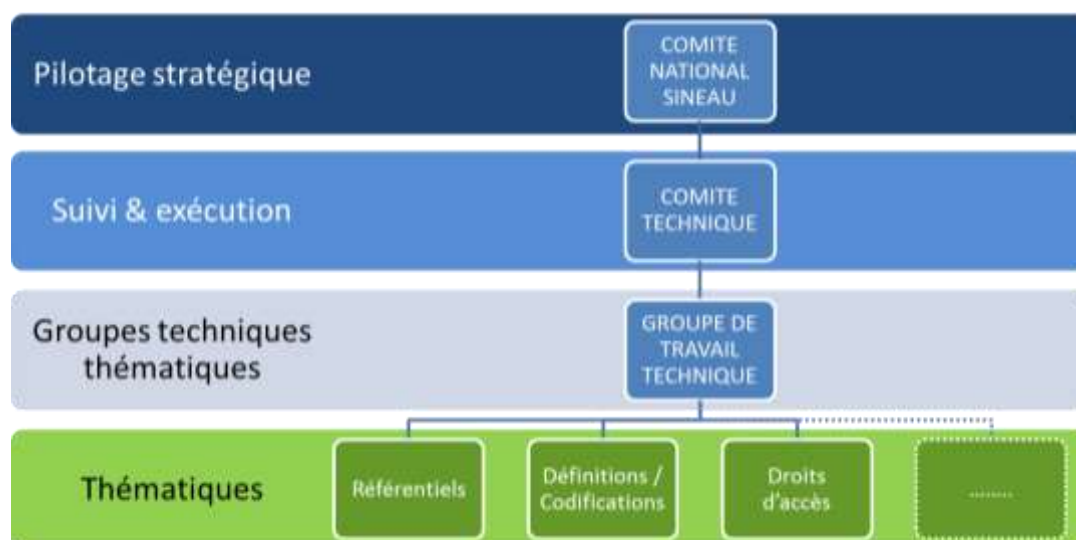 Pilotage stratégique
COMITE
NATIONAL
SINEAU
Suivi & exécution
COMITE
TECHNIQUE
Groupes techniques
thématiques
GROUPE DE
TRAVAIL
TECHNIQUE
Thématiques
Référentiels
Définitions /
Codifications
Droits
d'accès
........